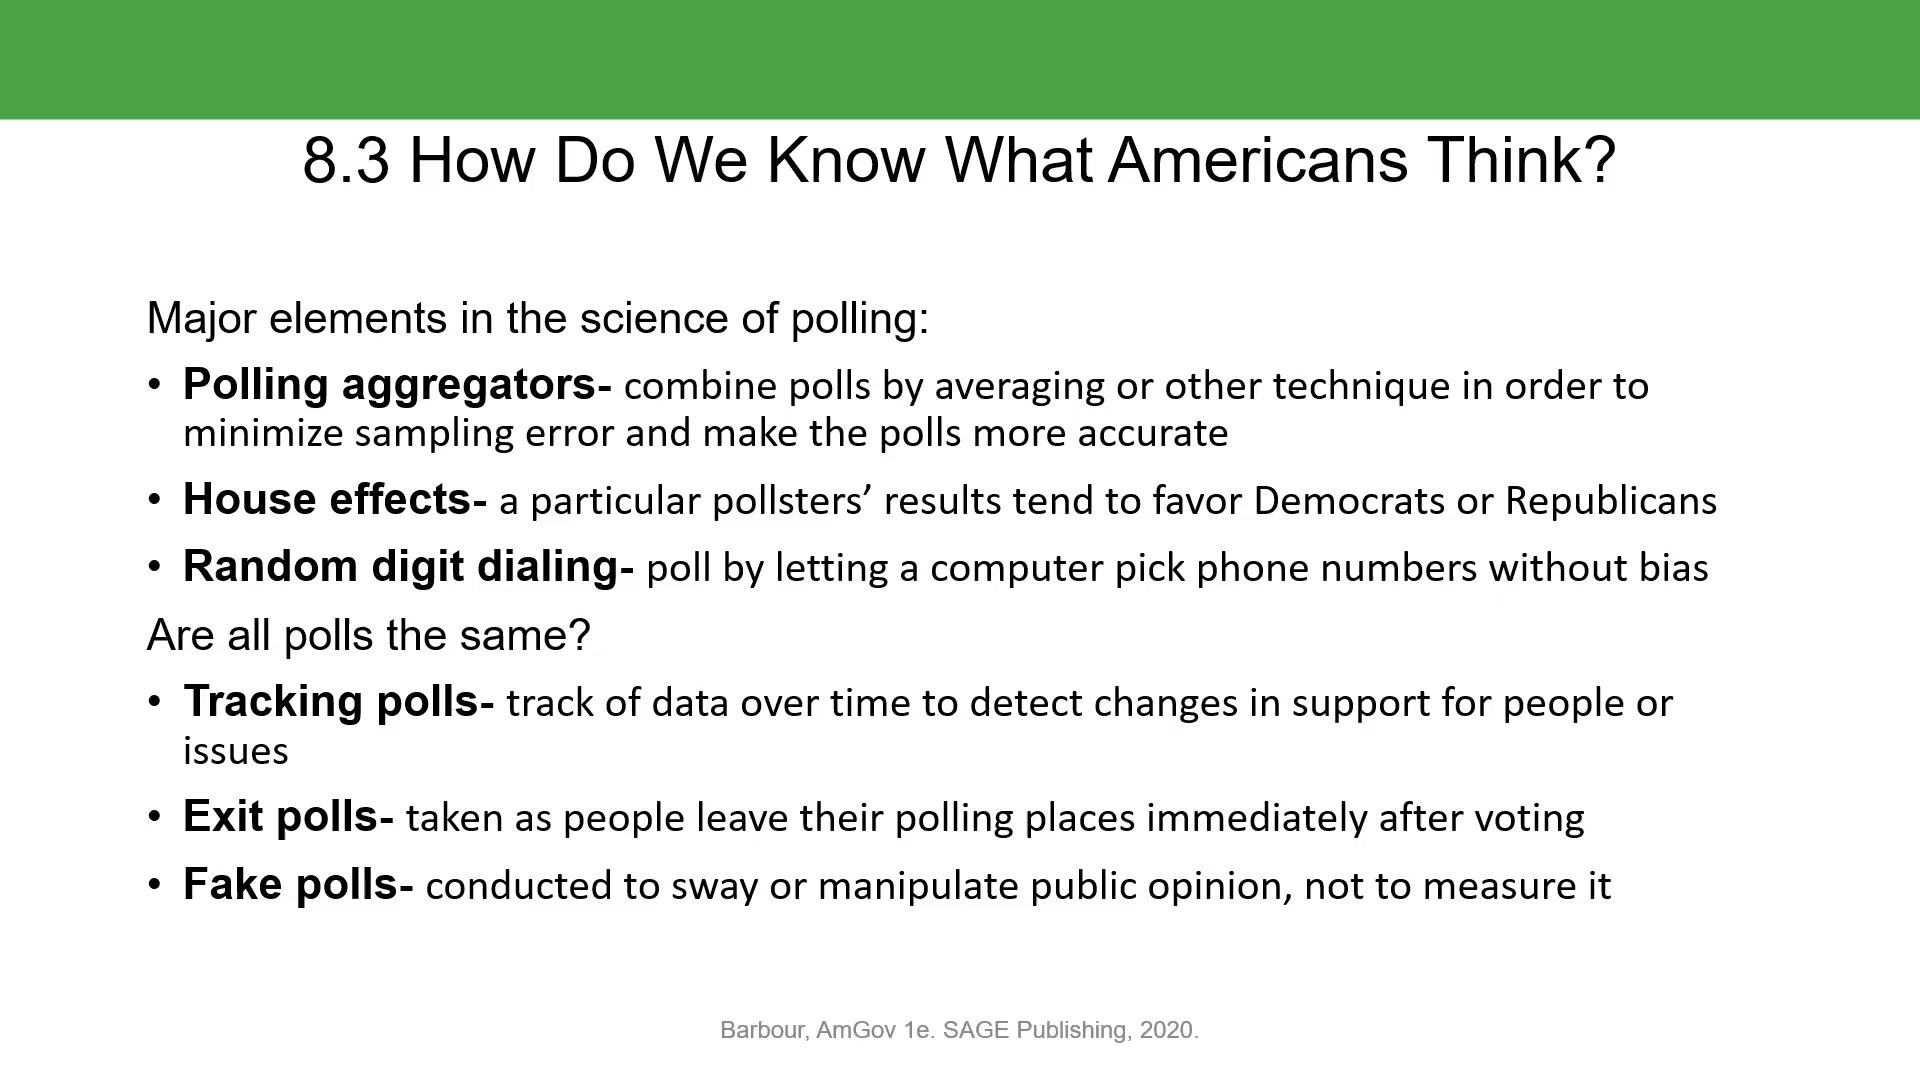 8.3 How Do We Know What Americans Think?
Major elements in the science of polling:
• Polling aggregators- combine polls by averaging or other technique in order to
minimize sampling error and make the polls more accurate
• House effects- a particular pollsters’ results tend to favor Democrats or Republicans
• Random digit dialing- poll by letting a computer pick phone numbers without bias
Are all polls the same?
• Tracking polls- track of data over time to detect changes in support for people or
issues
• Exit polls- taken as people leave their polling places immediately after voting
• Fake polls- conducted to sway or manipulate public opinion, not to measure it
Barbour, AmGov 1e. SAGE Publishing, 2020.